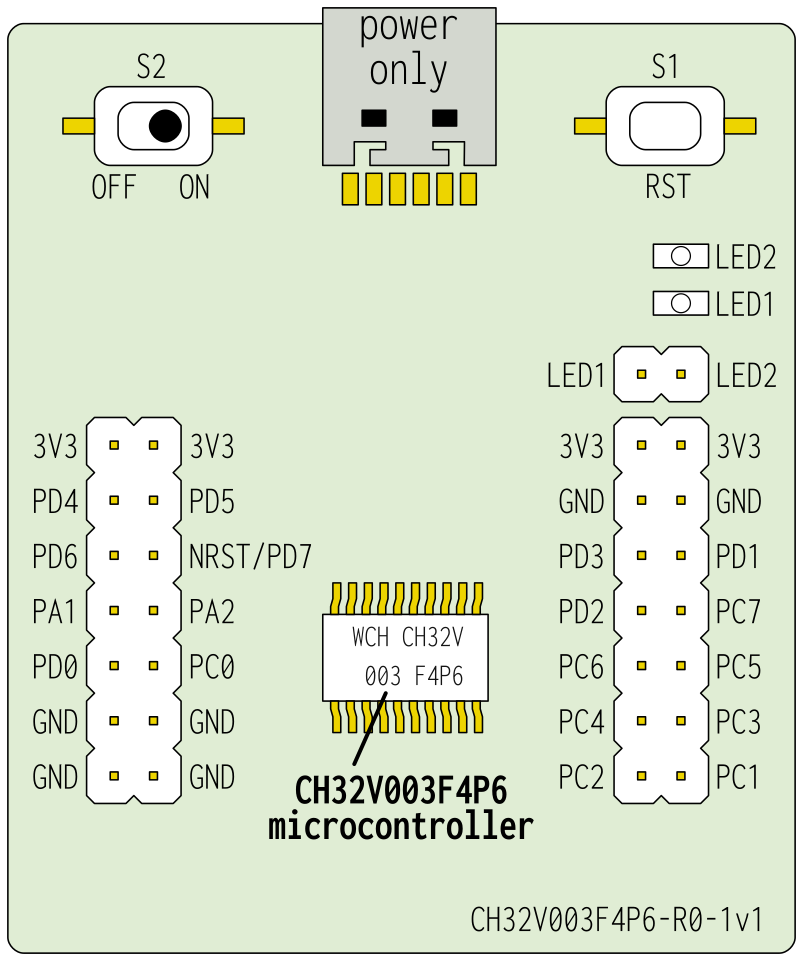 power
only
S2
S1
OFF ON
RST
LED2
LED1
LED1 LED2
3V3 3V3 3V3 3V3
PD4 PD5 GND GND
PD6 NRST/PD7 PD3 PD1
PA1 PA2 PD2 PC7
PD0 PC0 PC6 PC5
GND GND PC4 PC3
GND GND PC2 PC1
WCH CH32V
003 F4P6
CH32V003F4P6
microcontroller
CH32V003F4P6-R0-1v1